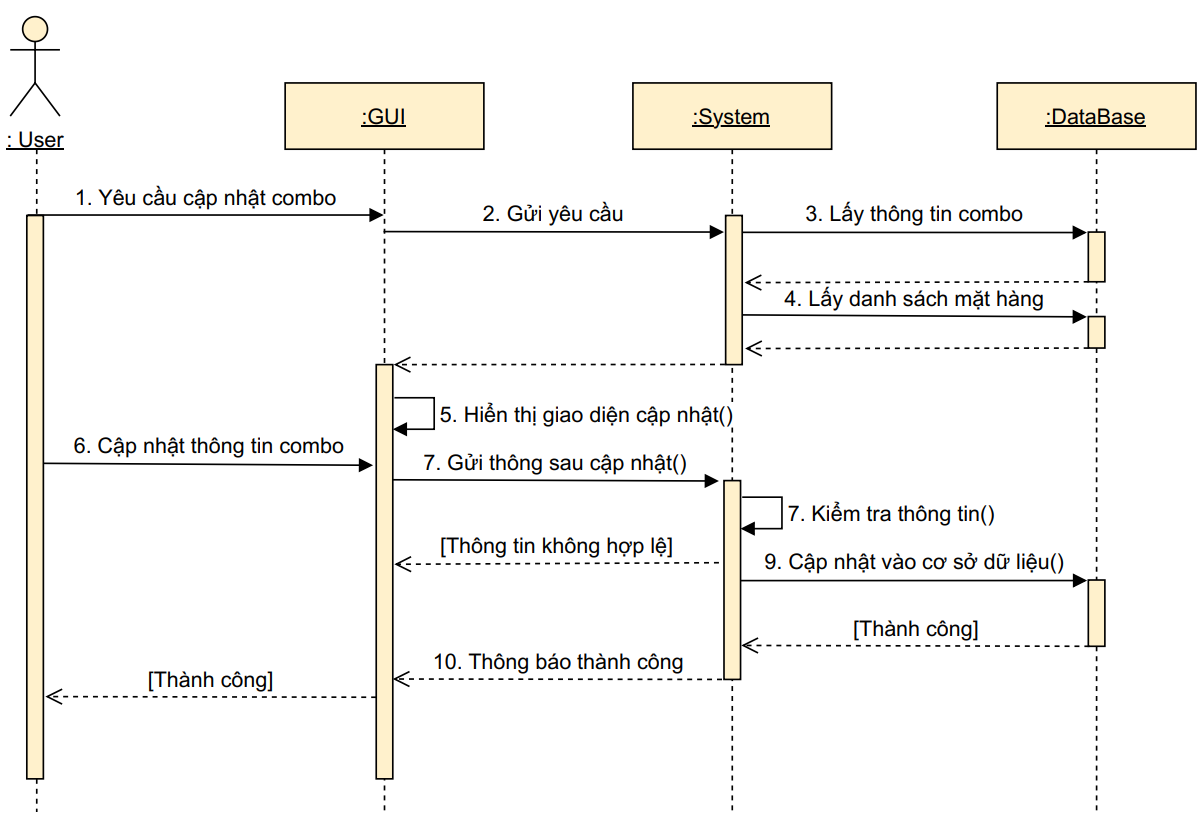 : User
:GUI
:System
:DataBase
1. Yêu cầu cập nhật combo
2. Gửi yêu cầu
3. Lấy thông tin combo
4. Lấy danh sách mặt hàng
5. Hiển thị giao diện cập nhật()
6. Cập nhật thông tin combo
7. Gửi thông sau cập nhật()
7. Kiểm tra thông tin()
[Thông tin không hợp lệ]
9. Cập nhật vào cơ sở dữ liệu()
[Thành công]
10. Thông báo thành công
[Thành công]